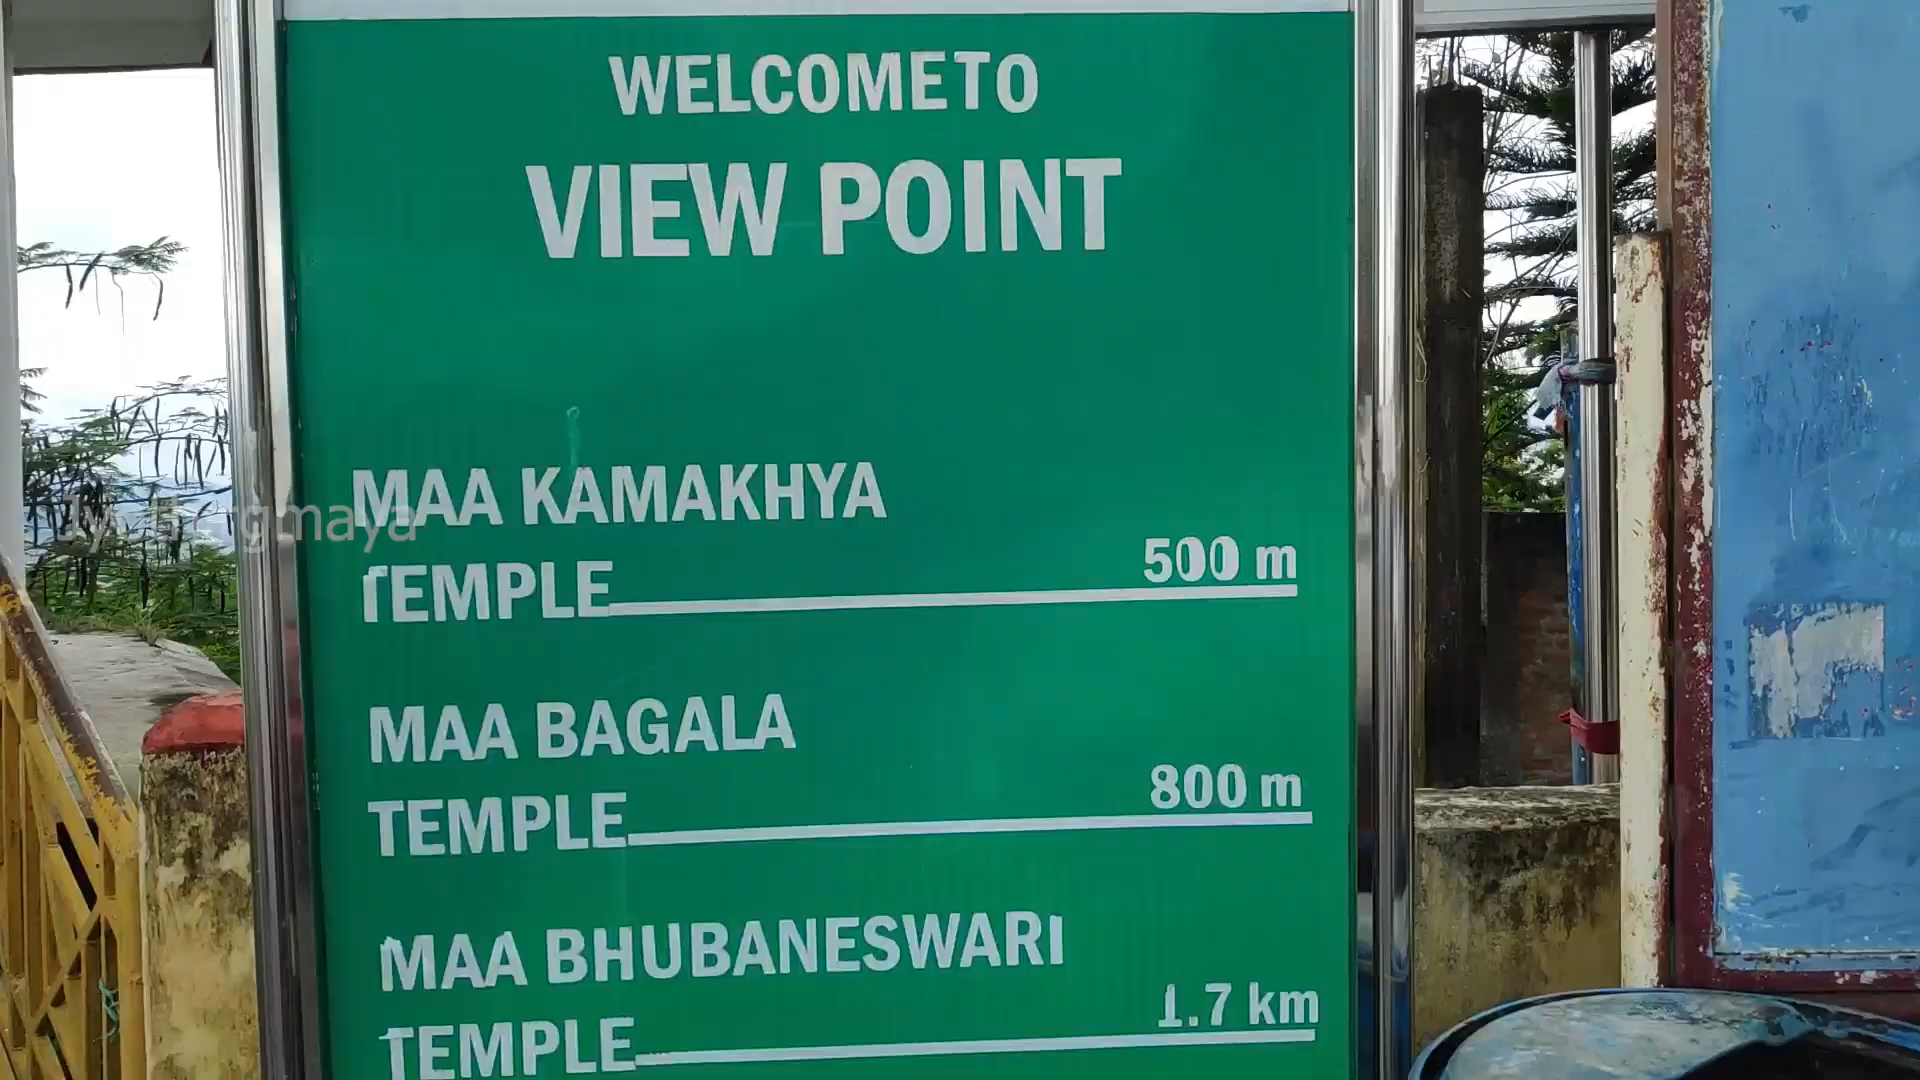 WELCOME TO
VIEW POINT
MAA KAMAKHYA
TEMPLE 500 m
MAA BAGALA
TEMPLE 800 m
MAA BHUBANESWARI
TEMPLE 1.7 km